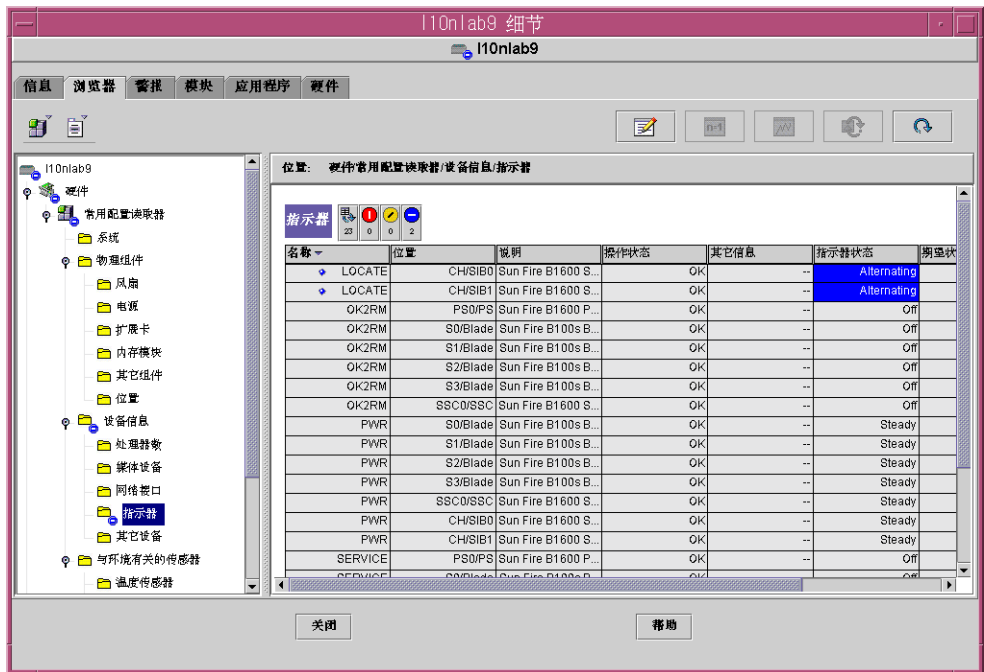 l10nlab9 细节
l10nlab9
信息 浏览器 警报 模块 应用程序 硬件
l10nlab9
硬件
常用配置读取器
系统
物理组件
风扇
电源
扩展卡
内存模块
其它组件
位置
设备信息
处理器数
媒体设备
网络接口
指示器
其它设备
与环境有关的传感器
温度传感器
位置: 硬件/常用配置读取器/设备信息/指示器
指示器 23 0 0 2
名称 位置 说明 操作状态 其它信息 指示器状态 期望状
LOCATE CH/SIB0 Sun Fire B1600 S... OK -- Alternating
LOCATE CH/SIB1 Sun Fire B1600 S... OK -- Alternating
OK2RM PS0/PS Sun Fire B1600 P... OK -- Off
OK2RM S0/Blade Sun Fire B100s B... OK -- Off
OK2RM S1/Blade Sun Fire B100s B... OK -- Off
OK2RM S2/Blade Sun Fire B100s B... OK -- Off
OK2RM S3/Blade Sun Fire B100s B... OK -- Off
OK2RM SSC0/SSC Sun Fire B1600 S... OK -- Off
PWR S0/Blade Sun Fire B100s B... OK -- Steady
PWR S1/Blade Sun Fire B100s B... OK -- Steady
PWR S2/Blade Sun Fire B100s B... OK -- Steady
PWR S3/Blade Sun Fire B100s B... OK -- Steady
PWR SSC0/SSC Sun Fire B1600 S... OK -- Steady
PWR CH/SIB0 Sun Fire B1600 S... OK -- Steady
PWR CH/SIB1 Sun Fire B1600 S... OK -- Steady
SERVICE PS0/PS Sun Fire B1600 P... OK -- Off
SERVICE S0/Blade Sun Fire B100s B... OK -- Off
关闭 帮助